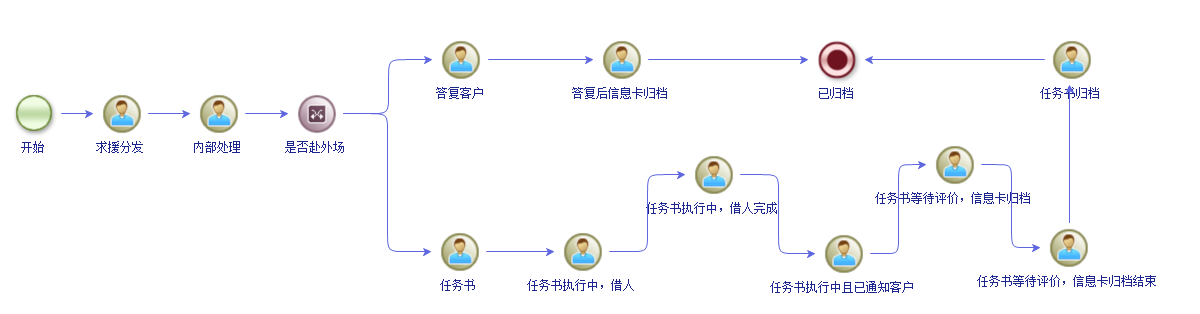 开始
求援分发
内部处理
是否赴外场
答复客户
答复后信息卡归档
已归档
任务书归档
任务书
任务书执行中，借人
任务书执行中，借人完成
任务书执行中且已通知客户
任务书等待评价，信息卡归档
任务书等待评价，信息卡归档结束